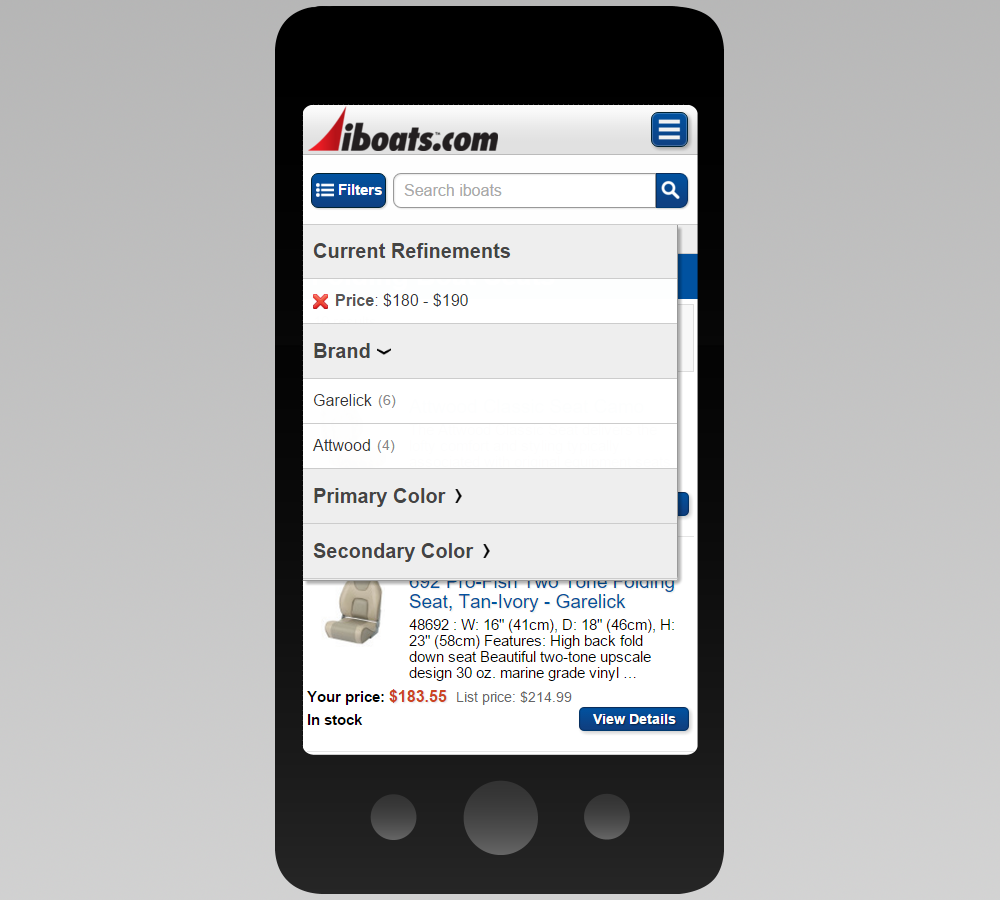 iboats.com™
Filters
Search iboats
Current Refinements
Price: $180 - $190
Brand
Garelick (6)
Attwood (4)
Primary Color
Secondary Color
692 Pro-Fish Two Tone Folding
Seat, Tan-Ivory - Garelick
48692 : W: 16" (41cm), D: 18" (46cm), H:
23" (58cm) Features: High back fold
down seat Beautiful two-tone upscale
design 30 oz. marine grade vinyl …
Your price: $183.55 List price: $214.99
In stock
View Details